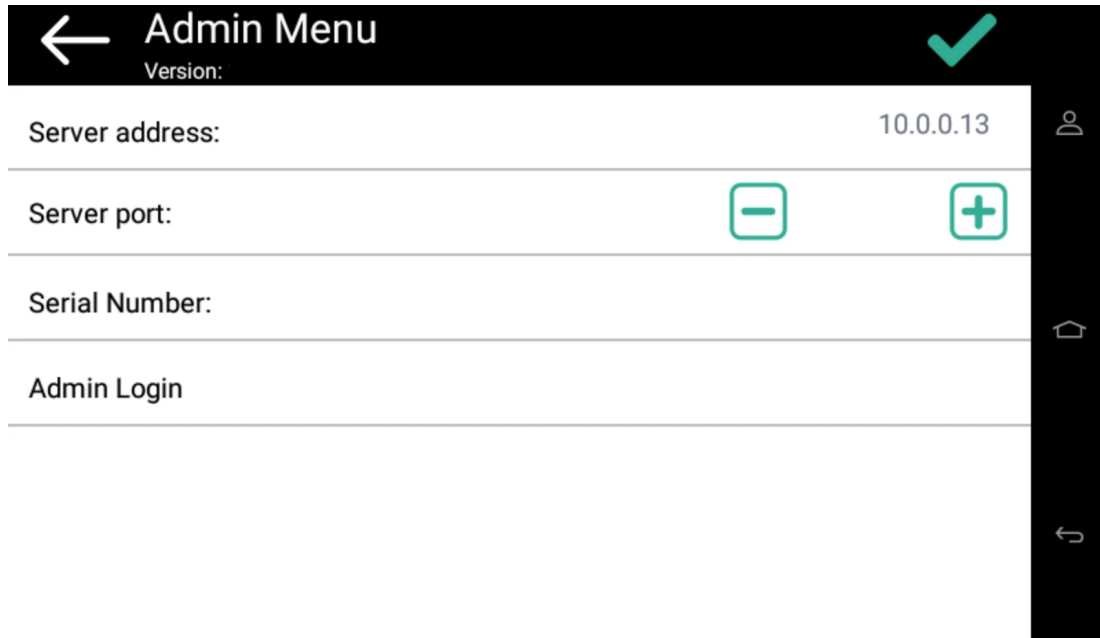 Admin Menu
Version:
Server address: 10.0.0.13
Server port:
Serial Number:
Admin Login